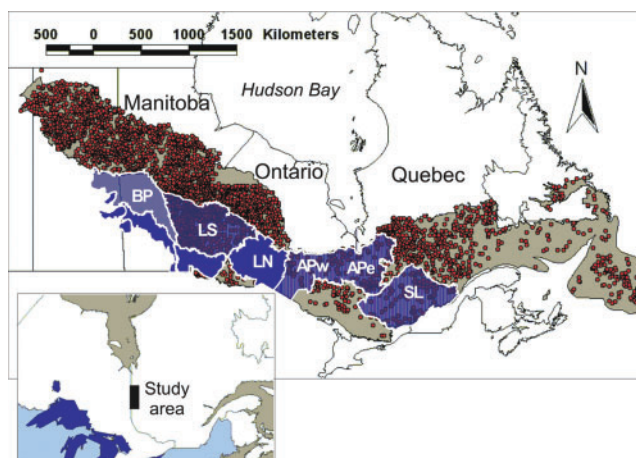 500 0 500 1000 1500 Kilometers
Hudson Bay
N
Manitoba
Ontario
Quebec
BP
LS
LN
APw
APe
SL
Study
area